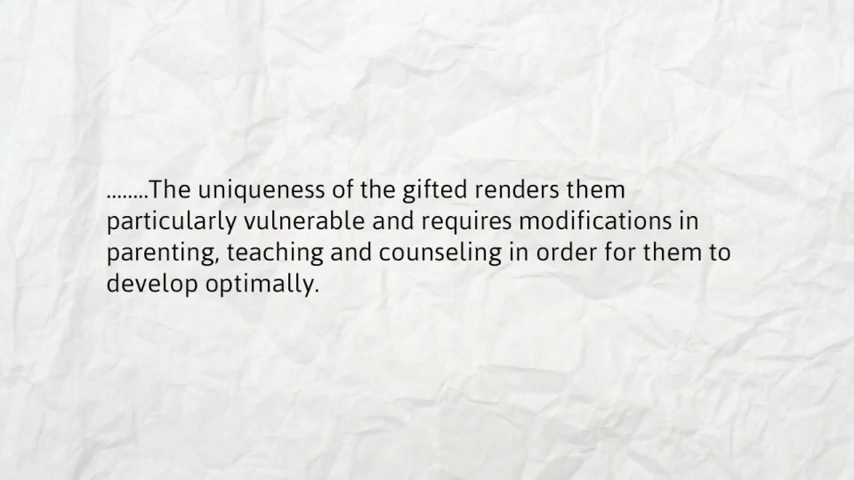 ........The uniqueness of the gifted renders them
particularly vulnerable and requires modifications in
parenting, teaching and counseling in order for them to
develop optimally.